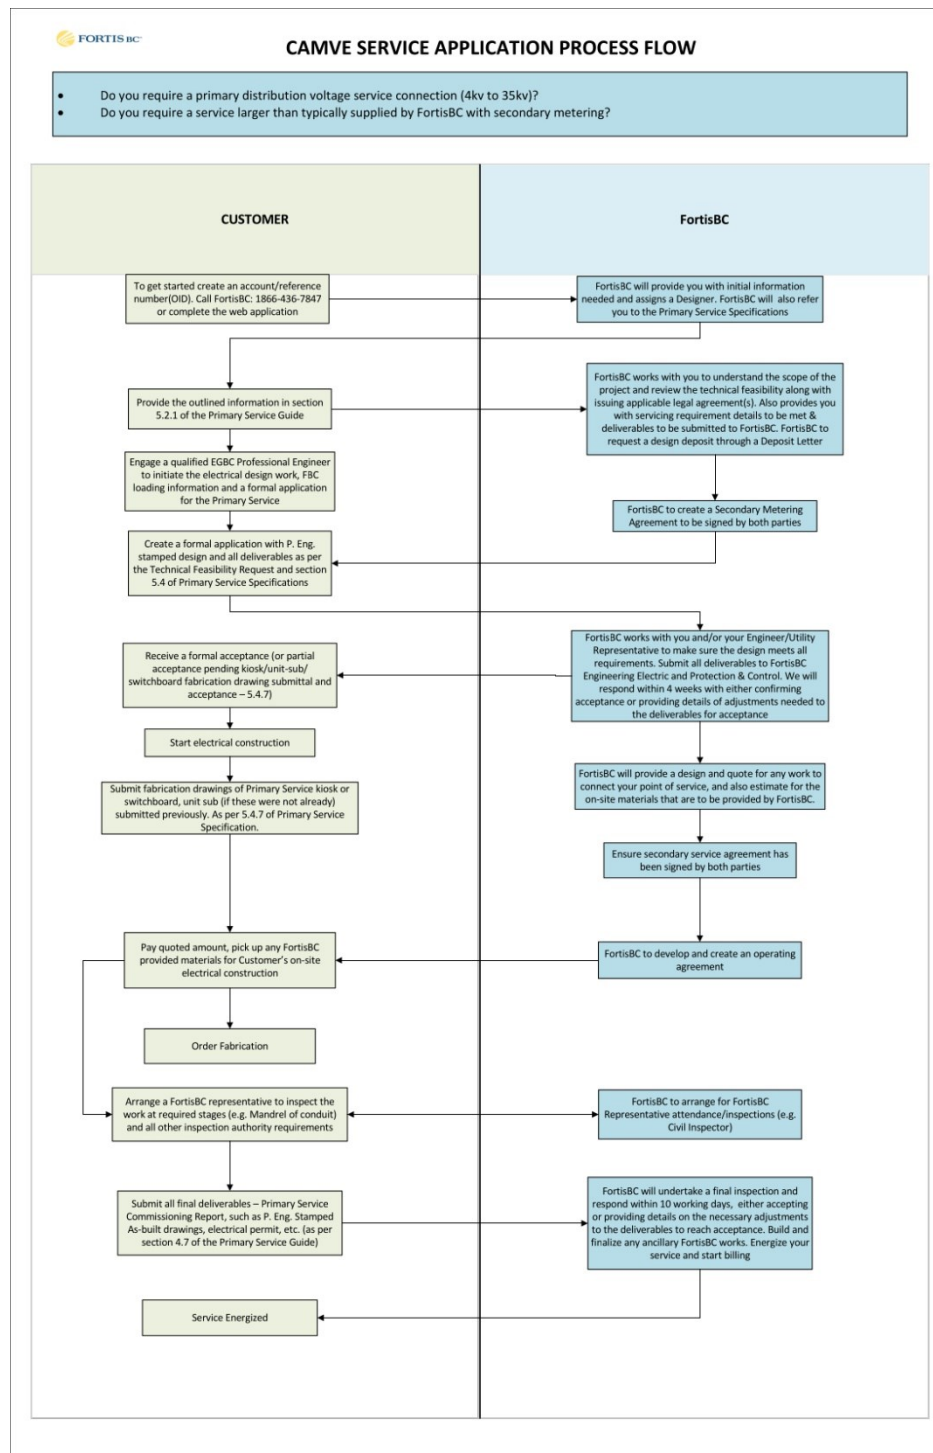 FORTIS BC™
CAMVE SERVICE APPLICATION PROCESS FLOW
• Do you require a primary distribution voltage service connection (4kv to 35kv)?
• Do you require a service larger than typically supplied by FortisBC with secondary metering?
CUSTOMER
FortisBC
To get started create an account/reference
number(OID). Call FortisBC: 1866-436-7847
or complete the web application
FortisBC will provide you with initial information
needed and assigns a Designer. FortisBC will also refer
you to the Primary Service Specifications
Provide the outlined information in section
5.2.1 of the Primary Service Guide
FortisBC works with you to understand the scope of the
project and review the technical feasibility along with
issuing applicable legal agreement(s). Also provides you
with servicing requirement details to be met &
deliverables to be submitted to FortisBC. FortisBC to
request a design deposit through a Deposit Letter
Engage a qualified EGBC Professional Engineer
to initiate the electrical design work, FBC
loading information and a formal application
for the Primary Service
FortisBC to create a Secondary Metering
Agreement to be signed by both parties
Create a formal application with P. Eng.
stamped design and all deliverables as per
the Technical Feasibility Request and section
5.4 of Primary Service Specifications
FortisBC works with you and/or your Engineer/Utility
Representative to make sure the design meets all
requirements. Submit all deliverables to FortisBC
Engineering Electric and Protection & Control. We will
respond within 4 weeks with either confirming
acceptance or providing details of adjustments needed to
the deliverables for acceptance
Receive a formal acceptance (or partial
acceptance pending kiosk/unit-sub/
switchboard fabrication drawing submittal and
acceptance – 5.4.7)
Start electrical construction
FortisBC will provide a design and quote for any work to
connect your point of service, and also estimate for the
on-site materials that are to be provided by FortisBC.
Submit fabrication drawings of Primary Service kiosk or
switchboard, unit sub (if these were not already)
submitted previously. As per 5.4.7 of Primary Service
Specification.
Ensure secondary service agreement has
been signed by both parties
Pay quoted amount, pick up any FortisBC
provided materials for Customer's on-site
electrical construction
FortisBC to develop and create an operating
agreement
Order Fabrication
Arrange a FortisBC representative to inspect the
work at required stages (e.g. Mandrel of conduit)
and all other inspection authority requirements
FortisBC to arrange for FortisBC
Representative attendance/inspections (e.g.
Civil Inspector)
Submit all final deliverables – Primary Service
Commissioning Report, such as P. Eng. Stamped
As-built drawings, electrical permit, etc. (as per
section 4.7 of the Primary Service Guide)
FortisBC will undertake a final inspection and
respond within 10 working days, either accepting
or providing details on the necessary adjustments
to the deliverables to reach acceptance. Build and
finalize any ancillary FortisBC works. Energize your
service and start billing
Service Energized